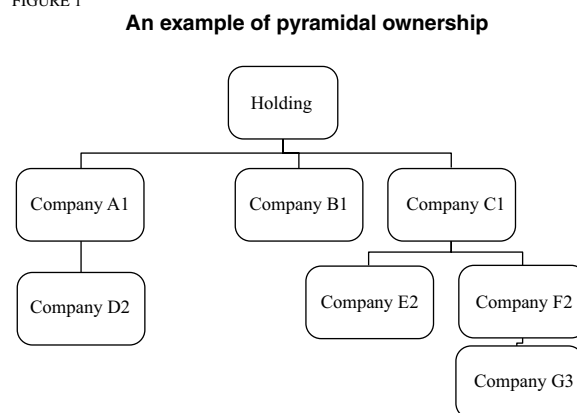 FIGURE 1
An example of pyramidal ownership
Holding
Company A1
Company B1
Company C1
Company D2
Company E2
Company F2
Company G3